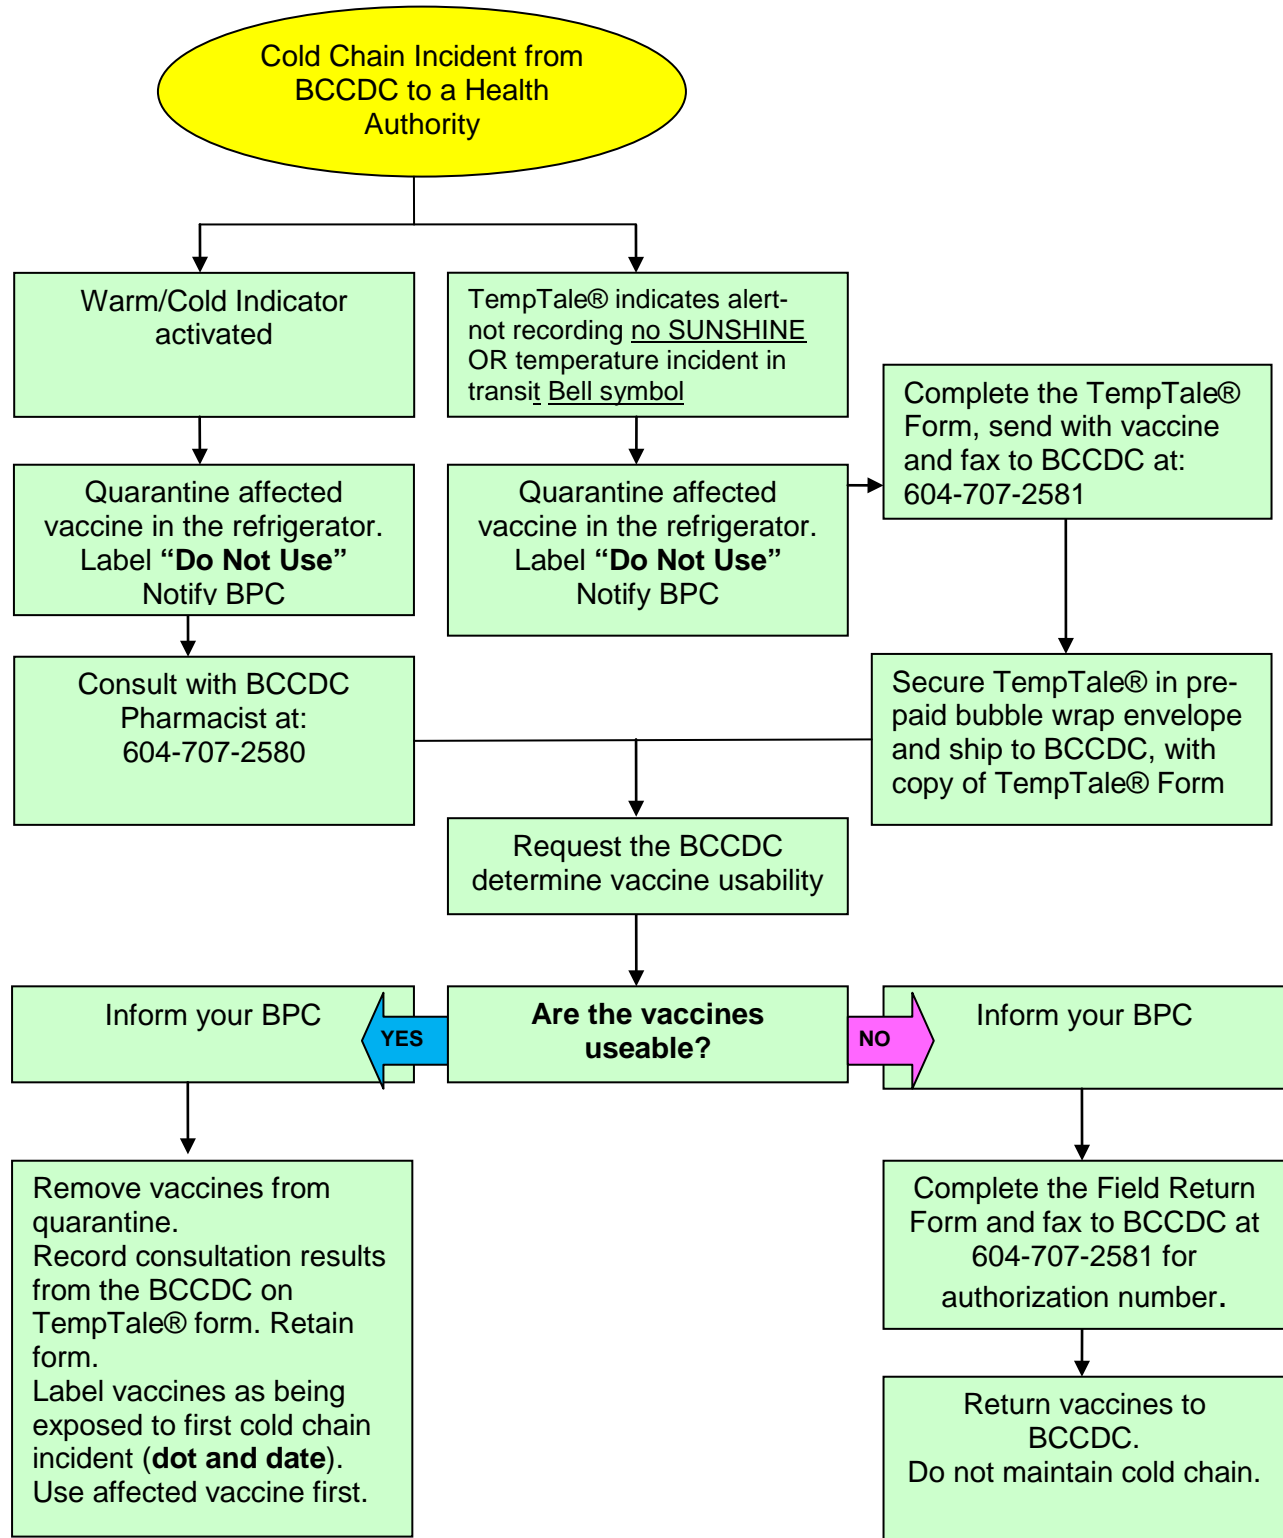 Cold Chain Incident from
BCCDC to a Health
Authority
Warm/Cold Indicator
activated
TempTale® indicates alert-
not recording no SUNSHINE
OR temperature incident in
transit Bell symbol
Complete the TempTale®
Form, send with vaccine
and fax to BCCDC at:
604-707-2581
Quarantine affected
vaccine in the refrigerator.
Label “Do Not Use”
Notify BPC
Quarantine affected
vaccine in the refrigerator.
Label “Do Not Use”
Notify BPC
Consult with BCCDC
Pharmacist at:
604-707-2580
Secure TempTale® in pre-
paid bubble wrap envelope
and ship to BCCDC, with
copy of TempTale® Form
Request the BCCDC
determine vaccine usability
Inform your BPC
YES
Are the vaccines
useable?
NO
Inform your BPC
Remove vaccines from
quarantine.
Record consultation results
from the BCCDC on
TempTale® form. Retain
form.
Label vaccines as being
exposed to first cold chain
incident (dot and date).
Use affected vaccine first.
Complete the Field Return
Form and fax to BCCDC at
604-707-2581 for
authorization number.
Return vaccines to
BCCDC.
Do not maintain cold chain.